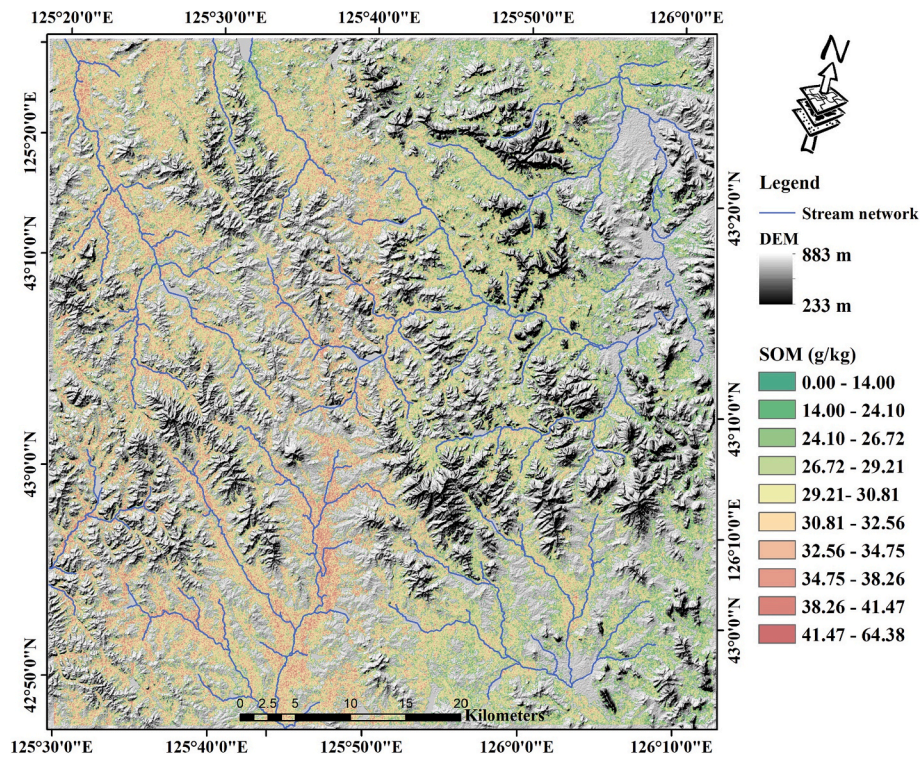 125°20'0"E 125°30'0"E 125°40'0"E 125°50'0"E 126°0'0"E
N
125°20'0"E
43°10'0"N
43°0'0"N
42°50'0"N
43°20'0"N
43°10'0"N
126°10'0"E
43°0'0"N
Legend
Stream network
DEM
883 m
233 m
SOM (g/kg)
0.00 - 14.00
14.00 - 24.10
24.10 - 26.72
26.72 - 29.21
29.21- 30.81
30.81 - 32.56
32.56 - 34.75
34.75 - 38.26
38.26 - 41.47
41.47 - 64.38
0 2.5 5 10 15 20
Kilometers
125°30'0"E 125°40'0"E 125°50'0"E 126°0'0"E 126°10'0"E